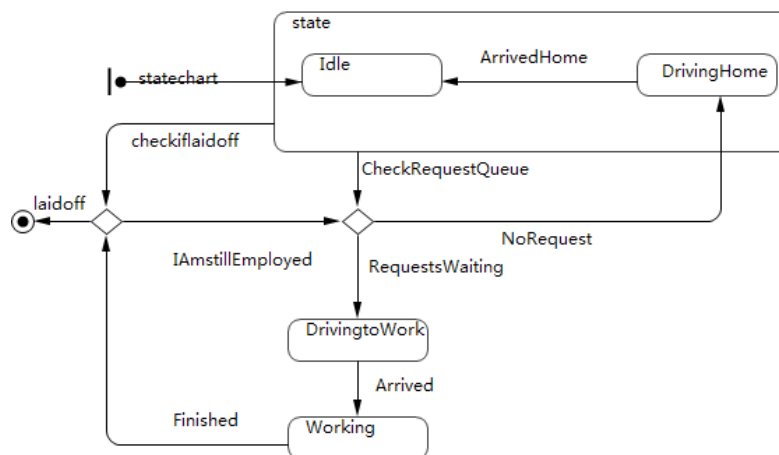 state
Idle
ArrivedHome
DrivingHome
statechart
checkiflaidoff
CheckRequestQueue
laidoff
IAmstillEmployed
NoRequest
RequestsWaiting
DrivingtoWork
Arrived
Finished
Working